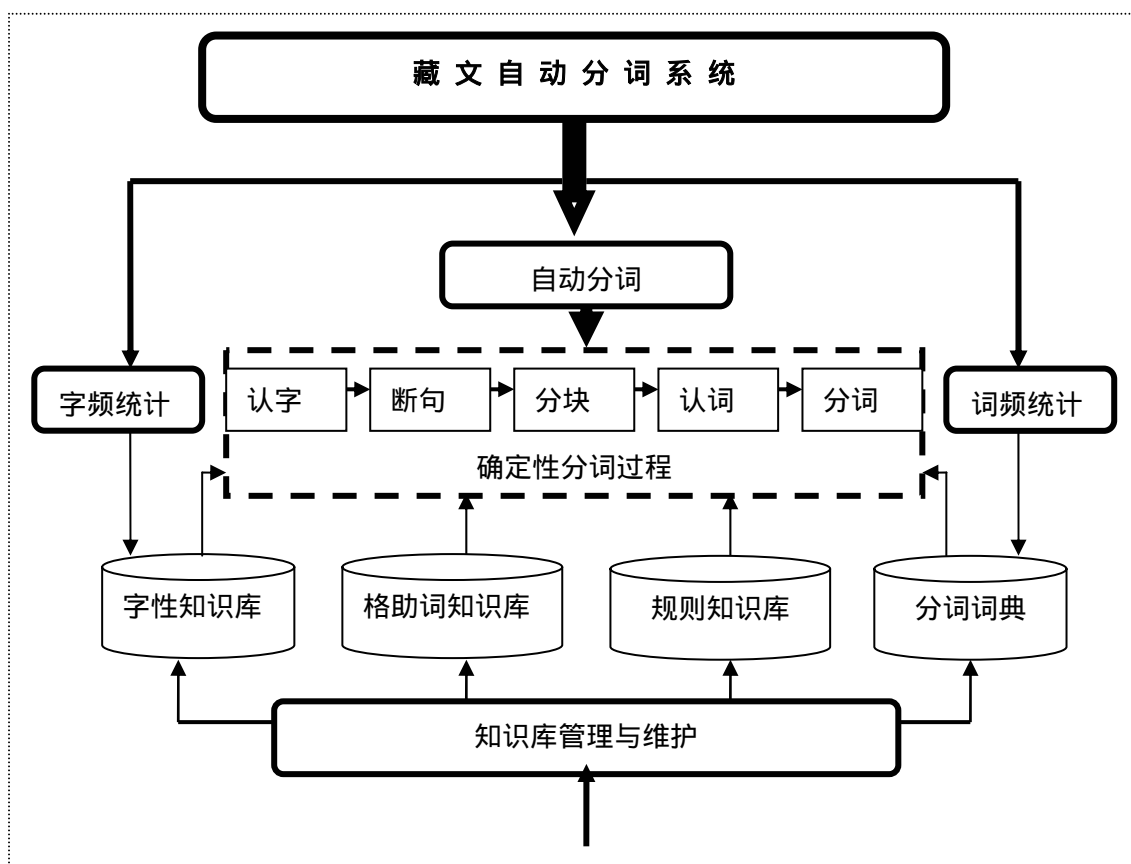 藏文自动分词系统
自动分词
字频统计
认字
断句
分块
认词
分词
词频统计
确定性分词过程
字性知识库
格助词知识库
规则知识库
分词词典
知识库管理与维护